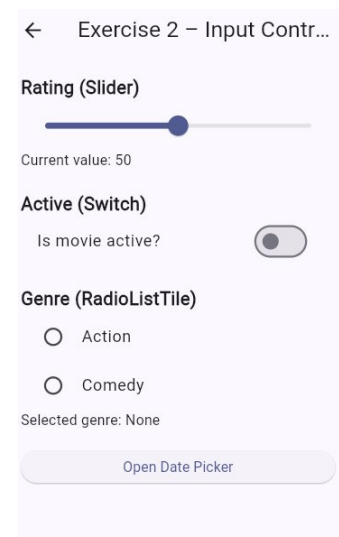 Exercise 2 – Input Contr...
Rating (Slider)
Current value: 50
Active (Switch)
Is movie active?
Genre (RadioListTile)
Action
Comedy
Selected genre: None
Open Date Picker